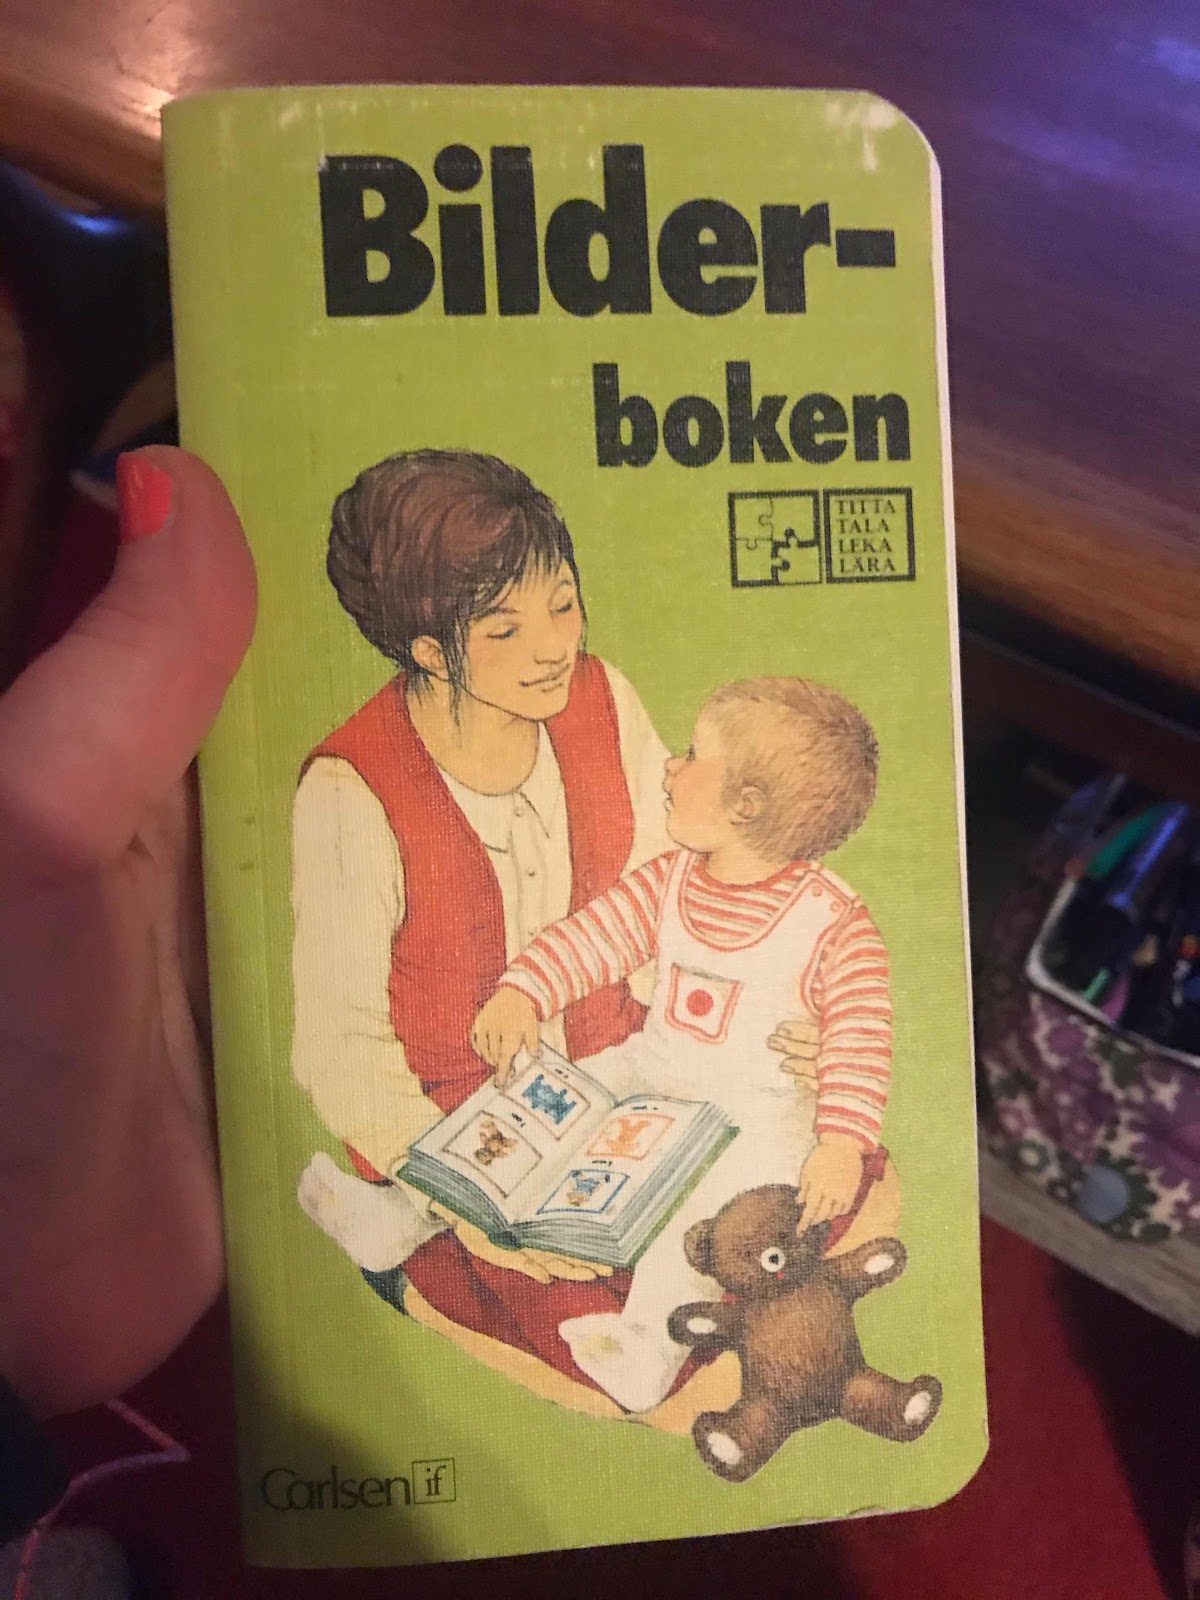 Bilder-
boken
TITTA
TALA
LEKA
LÄRA
Carlsen if